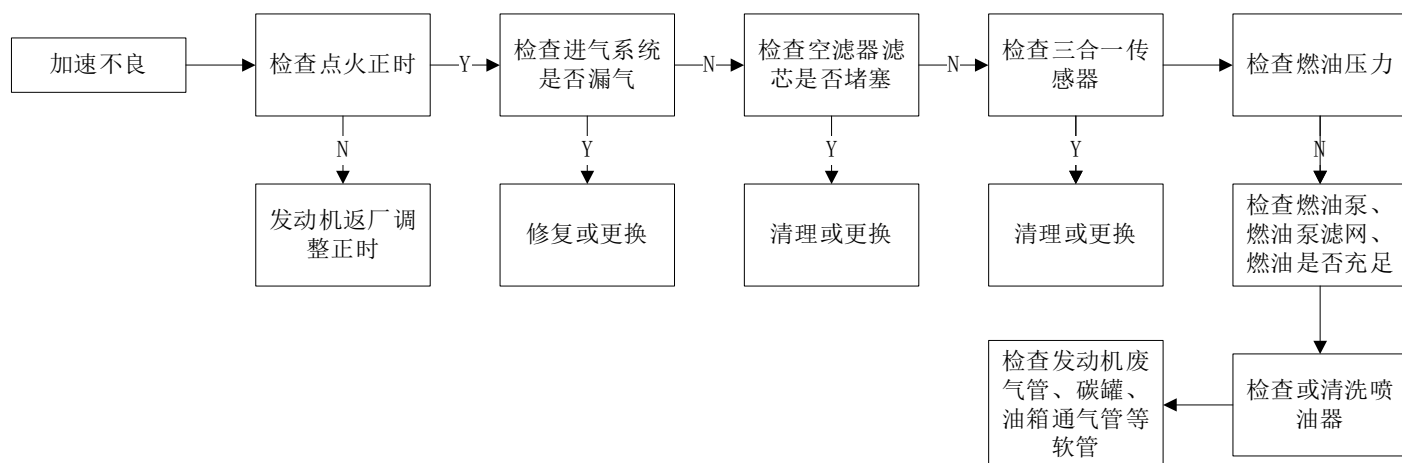 加速不良
检查点火正时
Y
检查进气系统
是否漏气
N
检查空滤器滤
芯是否堵塞
N
检查三合一传
感器
检查燃油压力
N
Y
Y
Y
N
发动机返厂调
整正时
修复或更换
清理或更换
清理或更换
检查燃油泵、
燃油泵滤网、
燃油是否充足
检查发动机废
气管、碳罐、
油箱通气管等
软管
检查或清洗喷
油器